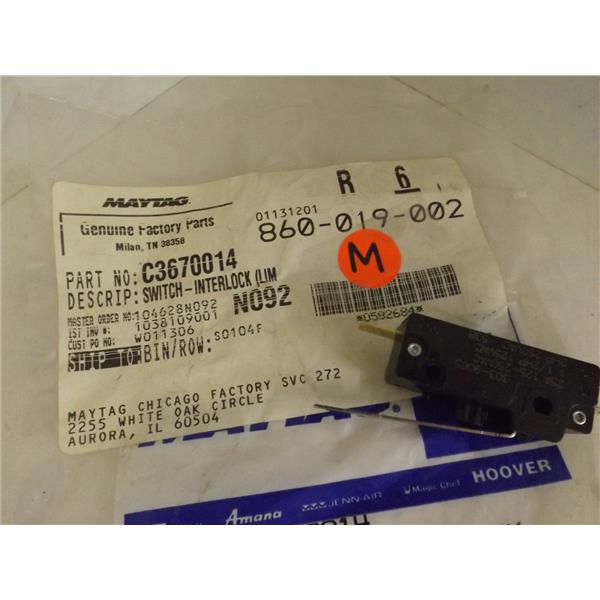 R 6
MAYTAG
Genuine Factory Parts
Milan, TN 38358
01131201
860-019-002
PART NO: C3670014
DESCRIP: SWITCH-INTERLOCK (LIM
N092
MASTER ORDER NO: 104628N092
1ST INV #: 1038109001
CUST PO NO: W011306
SHIP TO: BIN/ROW: S0104F
M
*0592684*
MAYTAG CHICAGO FACTORY SVC 272
2255 WHITE OAK CIRCLE
AURORA, IL 60504
MAYTAG
Amana
JENN-AIR
Magic Chef
HOOVER